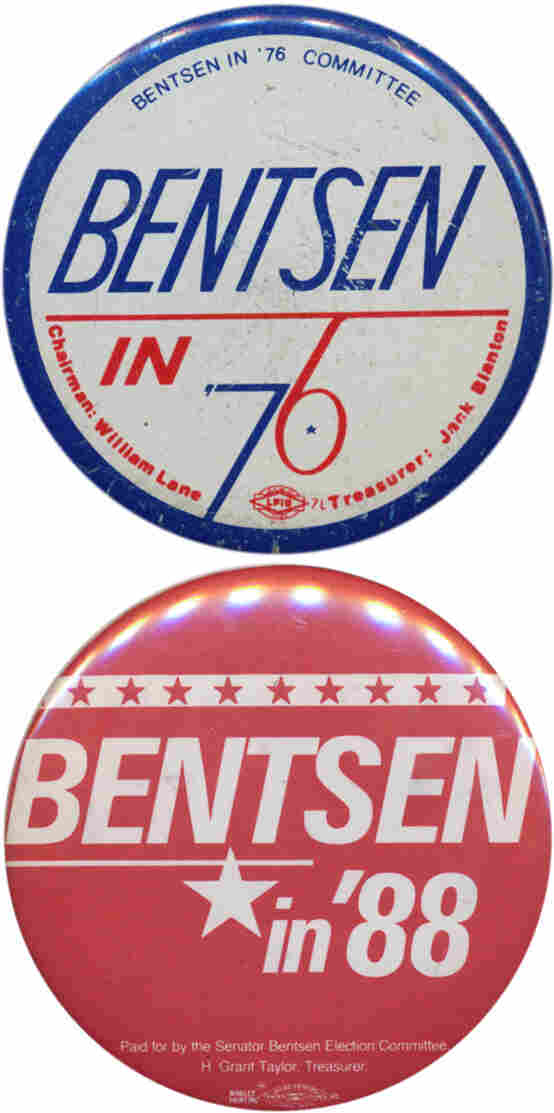 BENTSEN IN '76 COMMITTEE
BENTSEN
IN
'76
Chairman: William Lane
Treasurer: Jack Blanton
BENTSEN
in '88
Paid for by the Senator Bentsen Election Committee.
H. Grant Taylor, Treasurer.